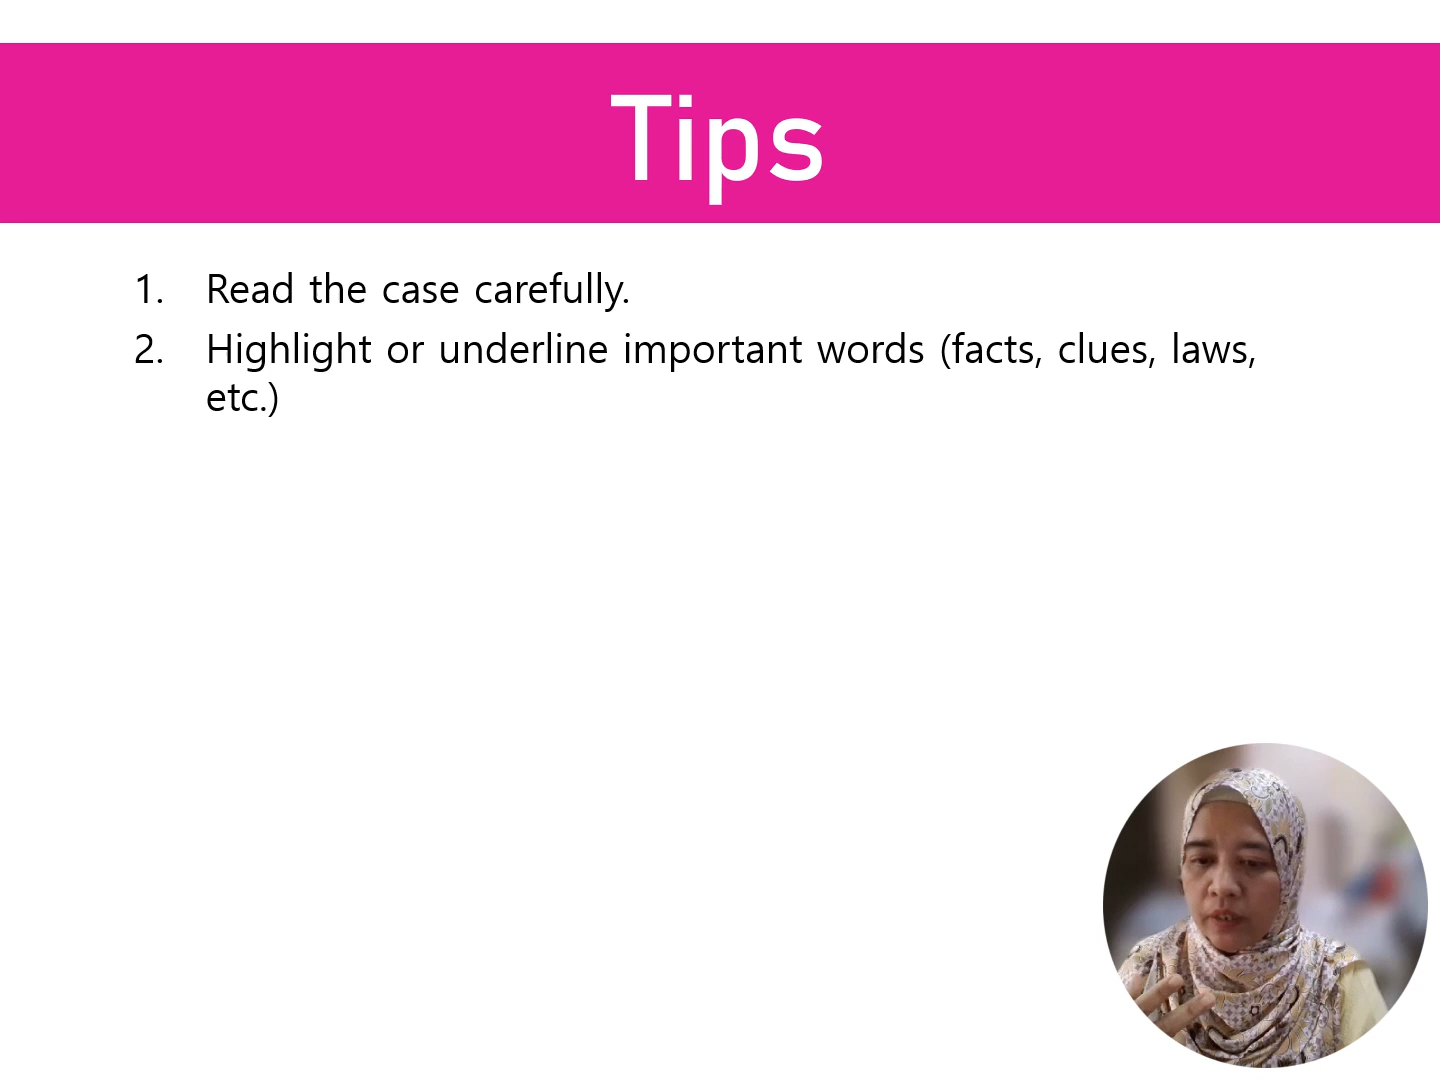 Tips
1. Read the case carefully.
2. Highlight or underline important words (facts, clues, laws,
etc.)